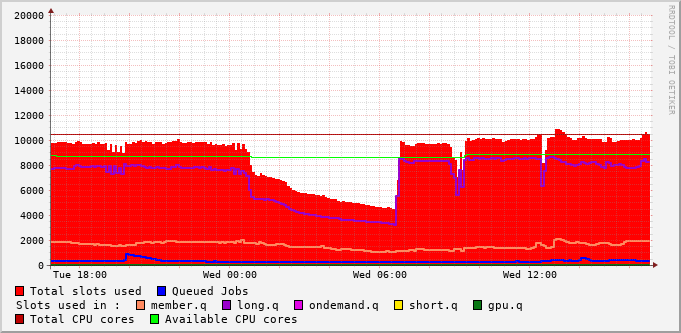 20000
18000
16000
14000
12000
10000
8000
6000
4000
2000
0
Tue 18:00 Wed 00:00 Wed 06:00 Wed 12:00
RRDTOOL / TOBI OETIKER
Total slots used Queued Jobs
Slots used in : member.q long.q ondemand.q short.q gpu.q
Total CPU cores Available CPU cores